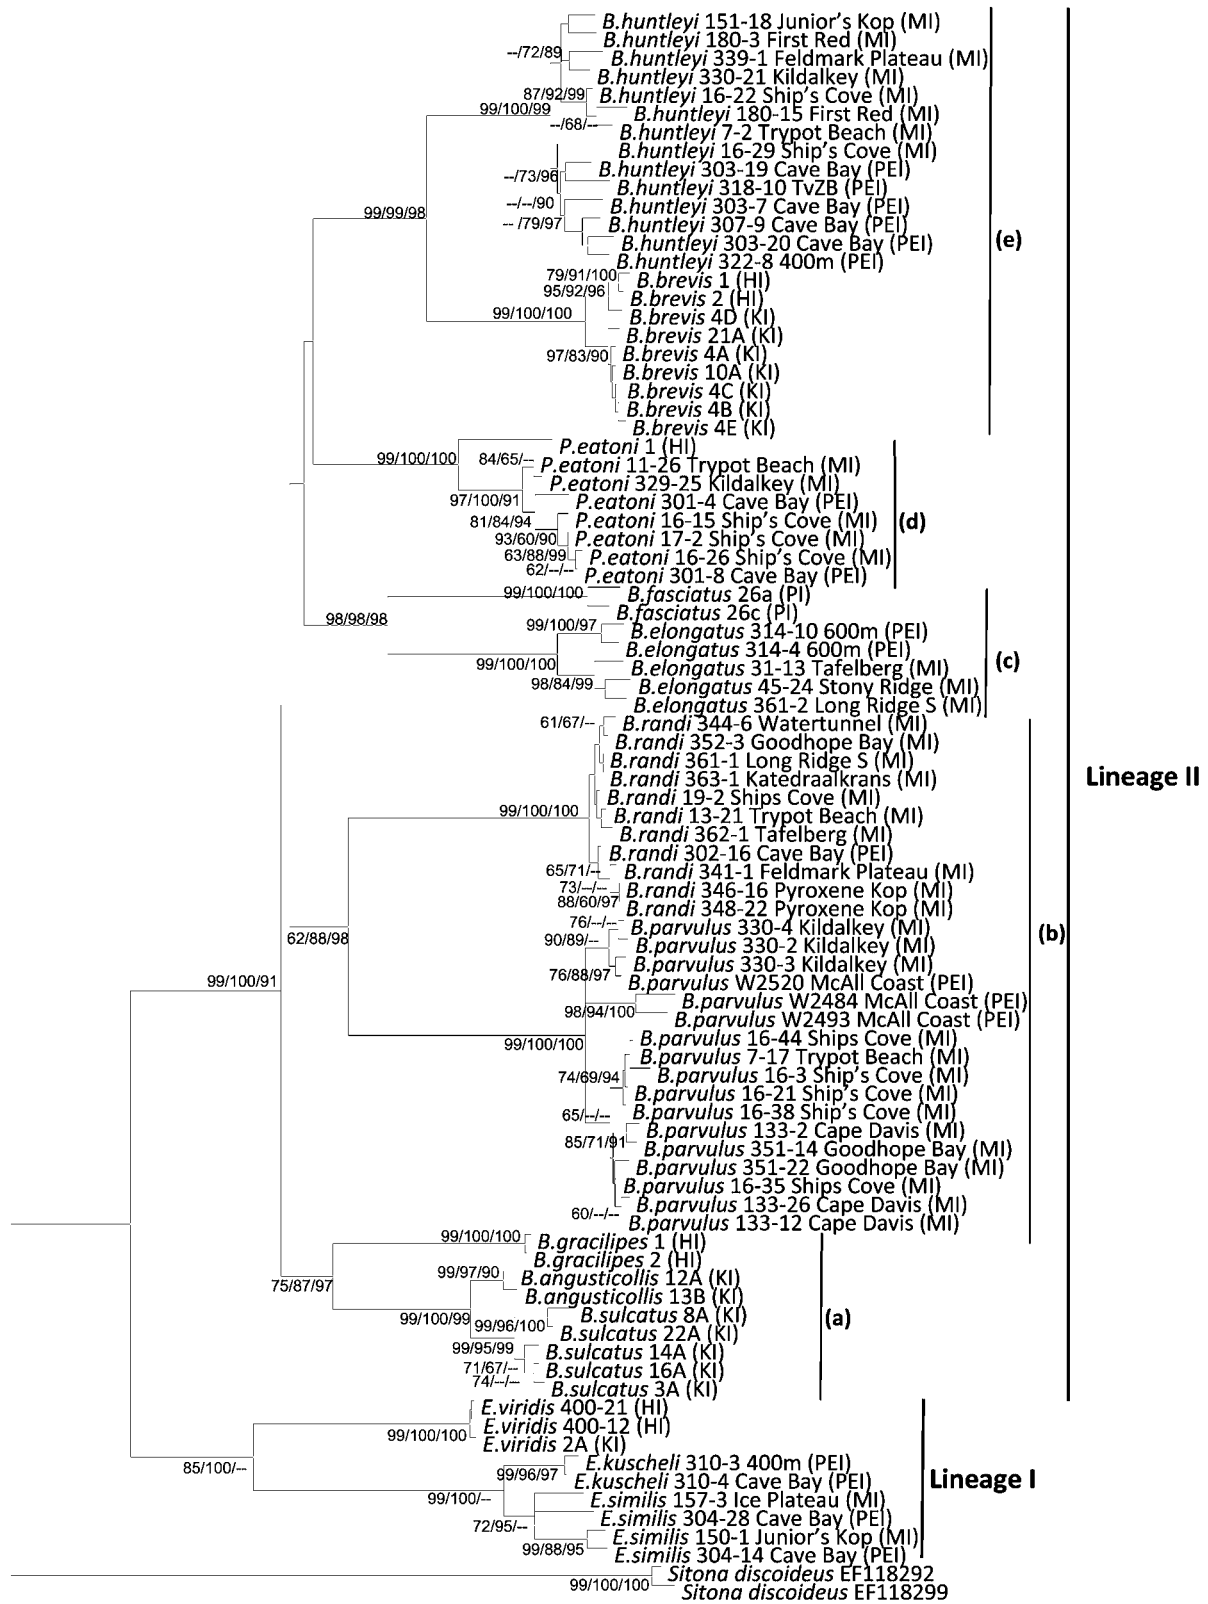 B.huntleyi 151-18 Junior's Kop (MI)
B.huntleyi 180-3 First Red (MI)
--/72/89
B.huntleyi 339-1 Feldmark Plateau (MI)
B.huntleyi 330-21 Kildalkey (MI)
87/92/99
B.huntleyi 16-22 Ship's Cove (MI)
99/100/99
B.huntleyi 180-15 First Red (MI)
--/68/--
B.huntleyi 7-2 Trypot Beach (MI)
B.huntleyi 16-29 Ship's Cove (MI)
B.huntleyi 303-19 Cave Bay (PEI)
--/73/96
B.huntleyi 318-10 TvZB (PEI)
--/--/90
B.huntleyi 303-7 Cave Bay (PEI)
-- /79/97
B.huntleyi 307-9 Cave Bay (PEI)
99/99/98
B.huntleyi 303-20 Cave Bay (PEI)
(e)
B.huntleyi 322-8 400m (PEI)
79/91/100
B.brevis 1 (HI)
95/92/96
B.brevis 2 (HI)
99/100/100
B.brevis 4D (KI)
B.brevis 21A (KI)
97/83/90
B.brevis 4A (KI)
B.brevis 10A (KI)
B.brevis 4C (KI)
B.brevis 4B (KI)
B.brevis 4E (KI)
P.eatoni 1 (HI)
99/100/100
84/65/--
P.eatoni 11-26 Trypot Beach (MI)
P.eatoni 329-25 Kildalkey (MI)
97/100/91
P.eatoni 301-4 Cave Bay (PEI)
81/84/94
P.eatoni 16-15 Ship's Cove (MI)
(d)
93/60/90
P.eatoni 17-2 Ship's Cove (MI)
63/88/99
P.eatoni 16-26 Ship's Cove (MI)
62/--/--
P.eatoni 301-8 Cave Bay (PEI)
99/100/100
B.fasciatus 26a (PI)
98/98/98
B.fasciatus 26c (PI)
99/100/97
B.elongatus 314-10 600m (PEI)
B.elongatus 314-4 600m (PEI)
99/100/100
B.elongatus 31-13 Tafelberg (MI)
(c)
98/84/99
B.elongatus 45-24 Stony Ridge (MI)
B.elongatus 361-2 Long Ridge S (MI)
61/67/--
B.randi 344-6 Watertunnel (MI)
B.randi 352-3 Goodhope Bay (MI)
B.randi 361-1 Long Ridge S (MI)
B.randi 363-1 Katedraalkrans (MI)
Lineage II
B.randi 19-2 Ships Cove (MI)
99/100/100
B.randi 13-21 Trypot Beach (MI)
B.randi 362-1 Tafelberg (MI)
B.randi 302-16 Cave Bay (PEI)
65/71/--
B.randi 341-1 Feldmark Plateau (MI)
73/--/--
B.randi 346-16 Pyroxene Kop (MI)
88/60/97
B.randi 348-22 Pyroxene Kop (MI)
76/--/--
B.parvulus 330-4 Kildalkey (MI)
62/88/98
90/89/--
B.parvulus 330-2 Kildalkey (MI)
(b)
B.parvulus 330-3 Kildalkey (MI)
76/88/97
B.parvulus W2520 McAll Coast (PEI)
99/100/91
B.parvulus W2484 McAll Coast (PEI)
98/94/100
B.parvulus W2493 McAll Coast (PEI)
B.parvulus 16-44 Ships Cove (MI)
99/100/100
B.parvulus 7-17 Trypot Beach (MI)
74/69/94
B.parvulus 16-3 Ship's Cove (MI)
B.parvulus 16-21 Ship's Cove (MI)
65/--/--
B.parvulus 16-38 Ship's Cove (MI)
B.parvulus 133-2 Cape Davis (MI)
85/71/91
B.parvulus 351-14 Goodhope Bay (MI)
B.parvulus 351-22 Goodhope Bay (MI)
B.parvulus 16-35 Ships Cove (MI)
B.parvulus 133-26 Cape Davis (MI)
60/--/--
B.parvulus 133-12 Cape Davis (MI)
99/100/100
B.gracilipes 1 (HI)
B.gracilipes 2 (HI)
75/87/97
99/97/90
B.angusticollis 12A (KI)
B.angusticollis 13B (KI)
99/100/99
B.sulcatus 8A (KI)
(a)
99/96/100
B.sulcatus 22A (KI)
99/95/99
B.sulcatus 14A (KI)
71/67/--
B.sulcatus 16A (KI)
74/--/--
B.sulcatus 3A (KI)
E.viridis 400-21 (HI)
E.viridis 400-12 (HI)
99/100/100
E.viridis 2A (KI)
85/100/--
E.kuscheli 310-3 400m (PEI)
99/96/97
E.kuscheli 310-4 Cave Bay (PEI)
Lineage I
99/100/--
E.similis 157-3 Ice Plateau (MI)
E.similis 304-28 Cave Bay (PEI)
72/95/--
E.similis 150-1 Junior's Kop (MI)
99/88/95
E.similis 304-14 Cave Bay (PEI)
Sitona discoideus EF118292
99/100/100
Sitona discoideus EF118299